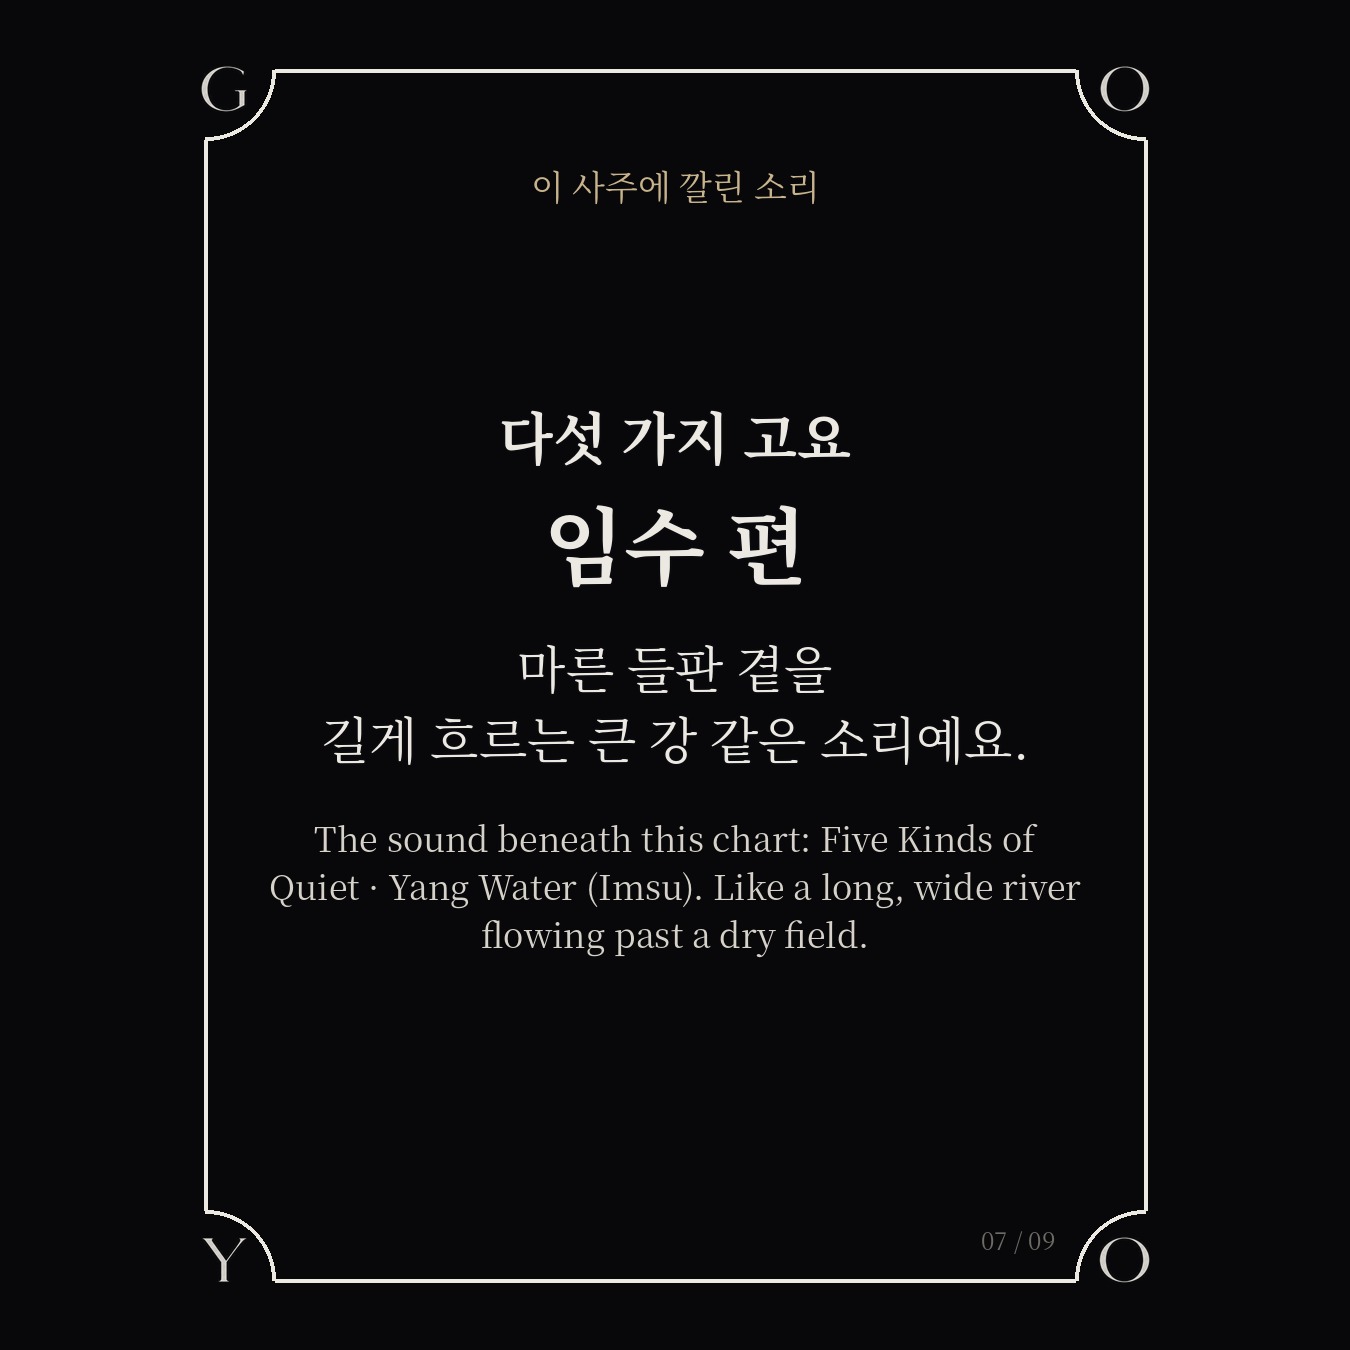 G O
이 사주에 깔린 소리
다섯 가지 고요
임수 편
마른 들판 곁을
길게 흐르는 큰 강 같은 소리예요.
The sound beneath this chart: Five Kinds of
Quiet · Yang Water (Imsu). Like a long, wide river
flowing past a dry field.
07 / 09
Y O